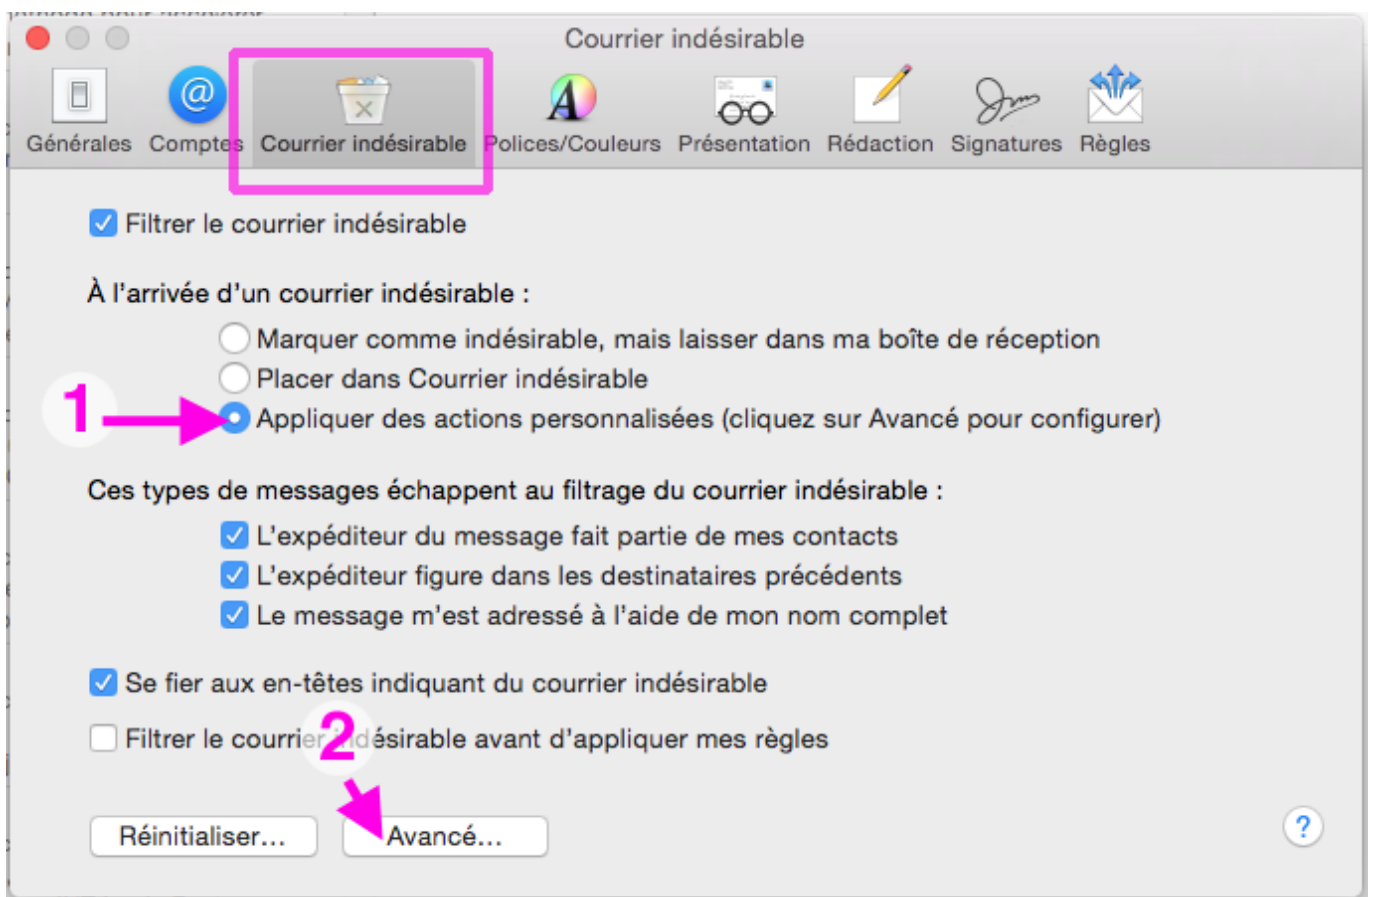 Courrier indésirable
Générales Comptes Courrier indésirable Polices/Couleurs Présentation Rédaction Signatures Règles
Filtrer le courrier indésirable
À l'arrivée d'un courrier indésirable :
Marquer comme indésirable, mais laisser dans ma boîte de réception
Placer dans Courrier indésirable
1
Appliquer des actions personnalisées (cliquez sur Avancé pour configurer)
Ces types de messages échappent au filtrage du courrier indésirable :
L'expéditeur du message fait partie de mes contacts
L'expéditeur figure dans les destinataires précédents
Le message m'est adressé à l'aide de mon nom complet
Se fier aux en-têtes indiquant du courrier indésirable
Filtrer le courrier indésirable avant d'appliquer mes règles
2
Réinitialiser... Avancé... ?